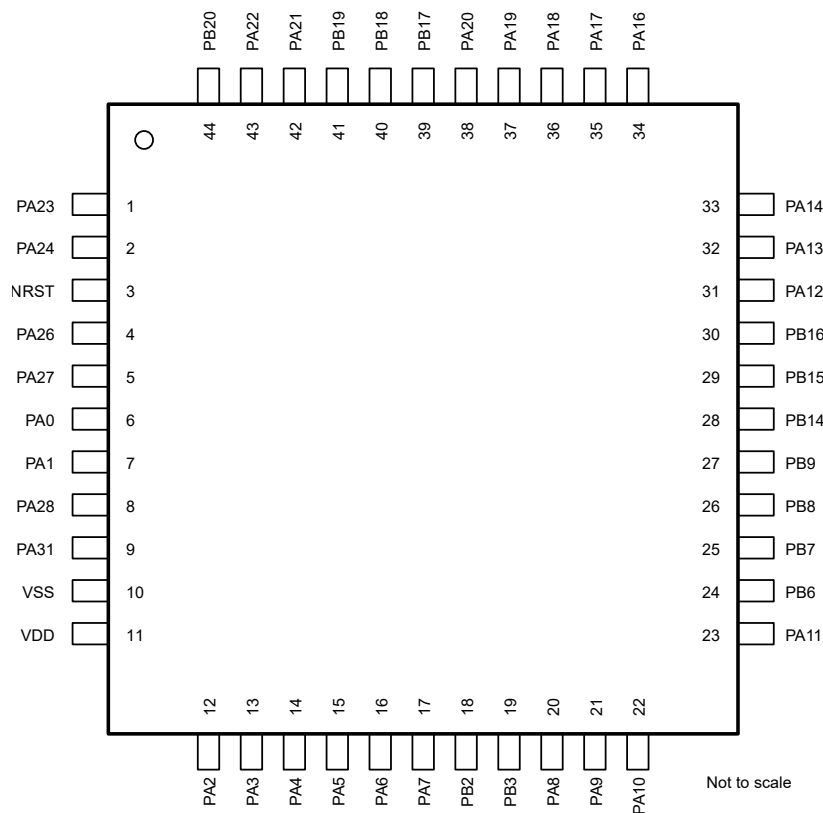 PB20 PA22 PA21 PB19 PB18 PB17 PA20 PA19 PA18 PA17 PA16
44 43 42 41 40 39 38 37 36 35 34
PA23 1 33 PA14
PA24 2 32 PA13
NRST 3 31 PA12
PA26 4 30 PB16
PA27 5 29 PB15
PA0 6 28 PB14
PA1 7 27 PB9
PA28 8 26 PB8
PA31 9 25 PB7
VSS 10 24 PB6
VDD 11 23 PA11
12 13 14 15 16 17 18 19 20 21 22
PA2 PA3 PA4 PA5 PA6 PA7 PB2 PB3 PA8 PA9 PA10
Not to scale